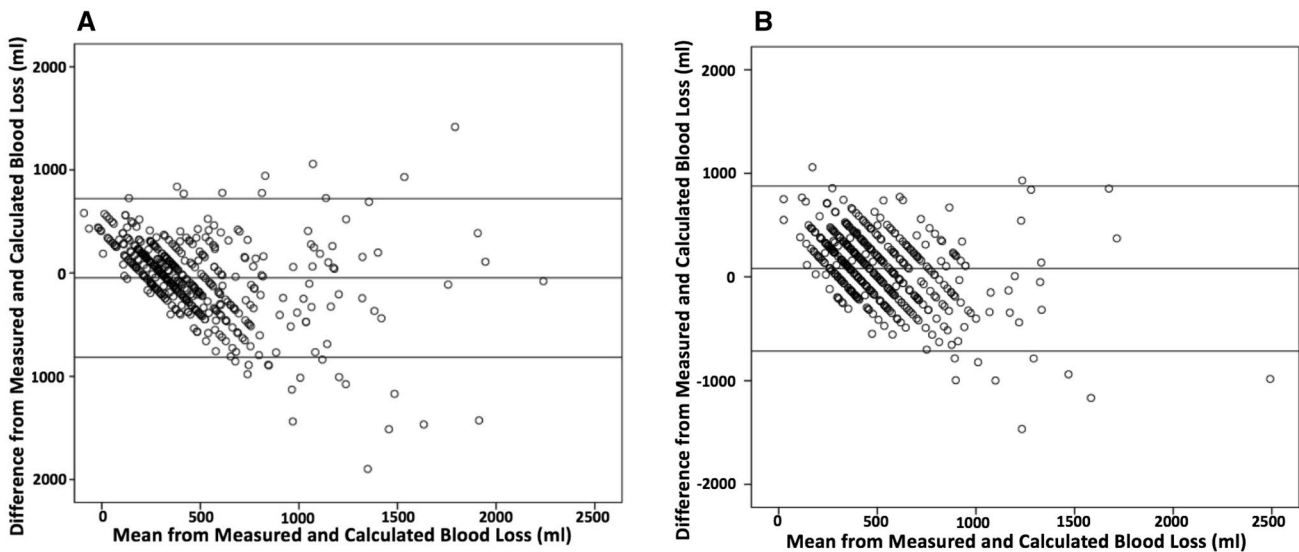 A
Difference from Measured and Calculated Blood Loss (ml)
2000
1000
0
1000
2000
0 500 1000 1500 2000 2500
Mean from Measured and Calculated Blood Loss (ml)
B
Difference from Measured and Calculated Blood Loss (ml)
2000
1000
0
-1000
-2000
0 500 1000 1500 2000 2500
Mean from Measured and Calculated Blood Loss (ml)